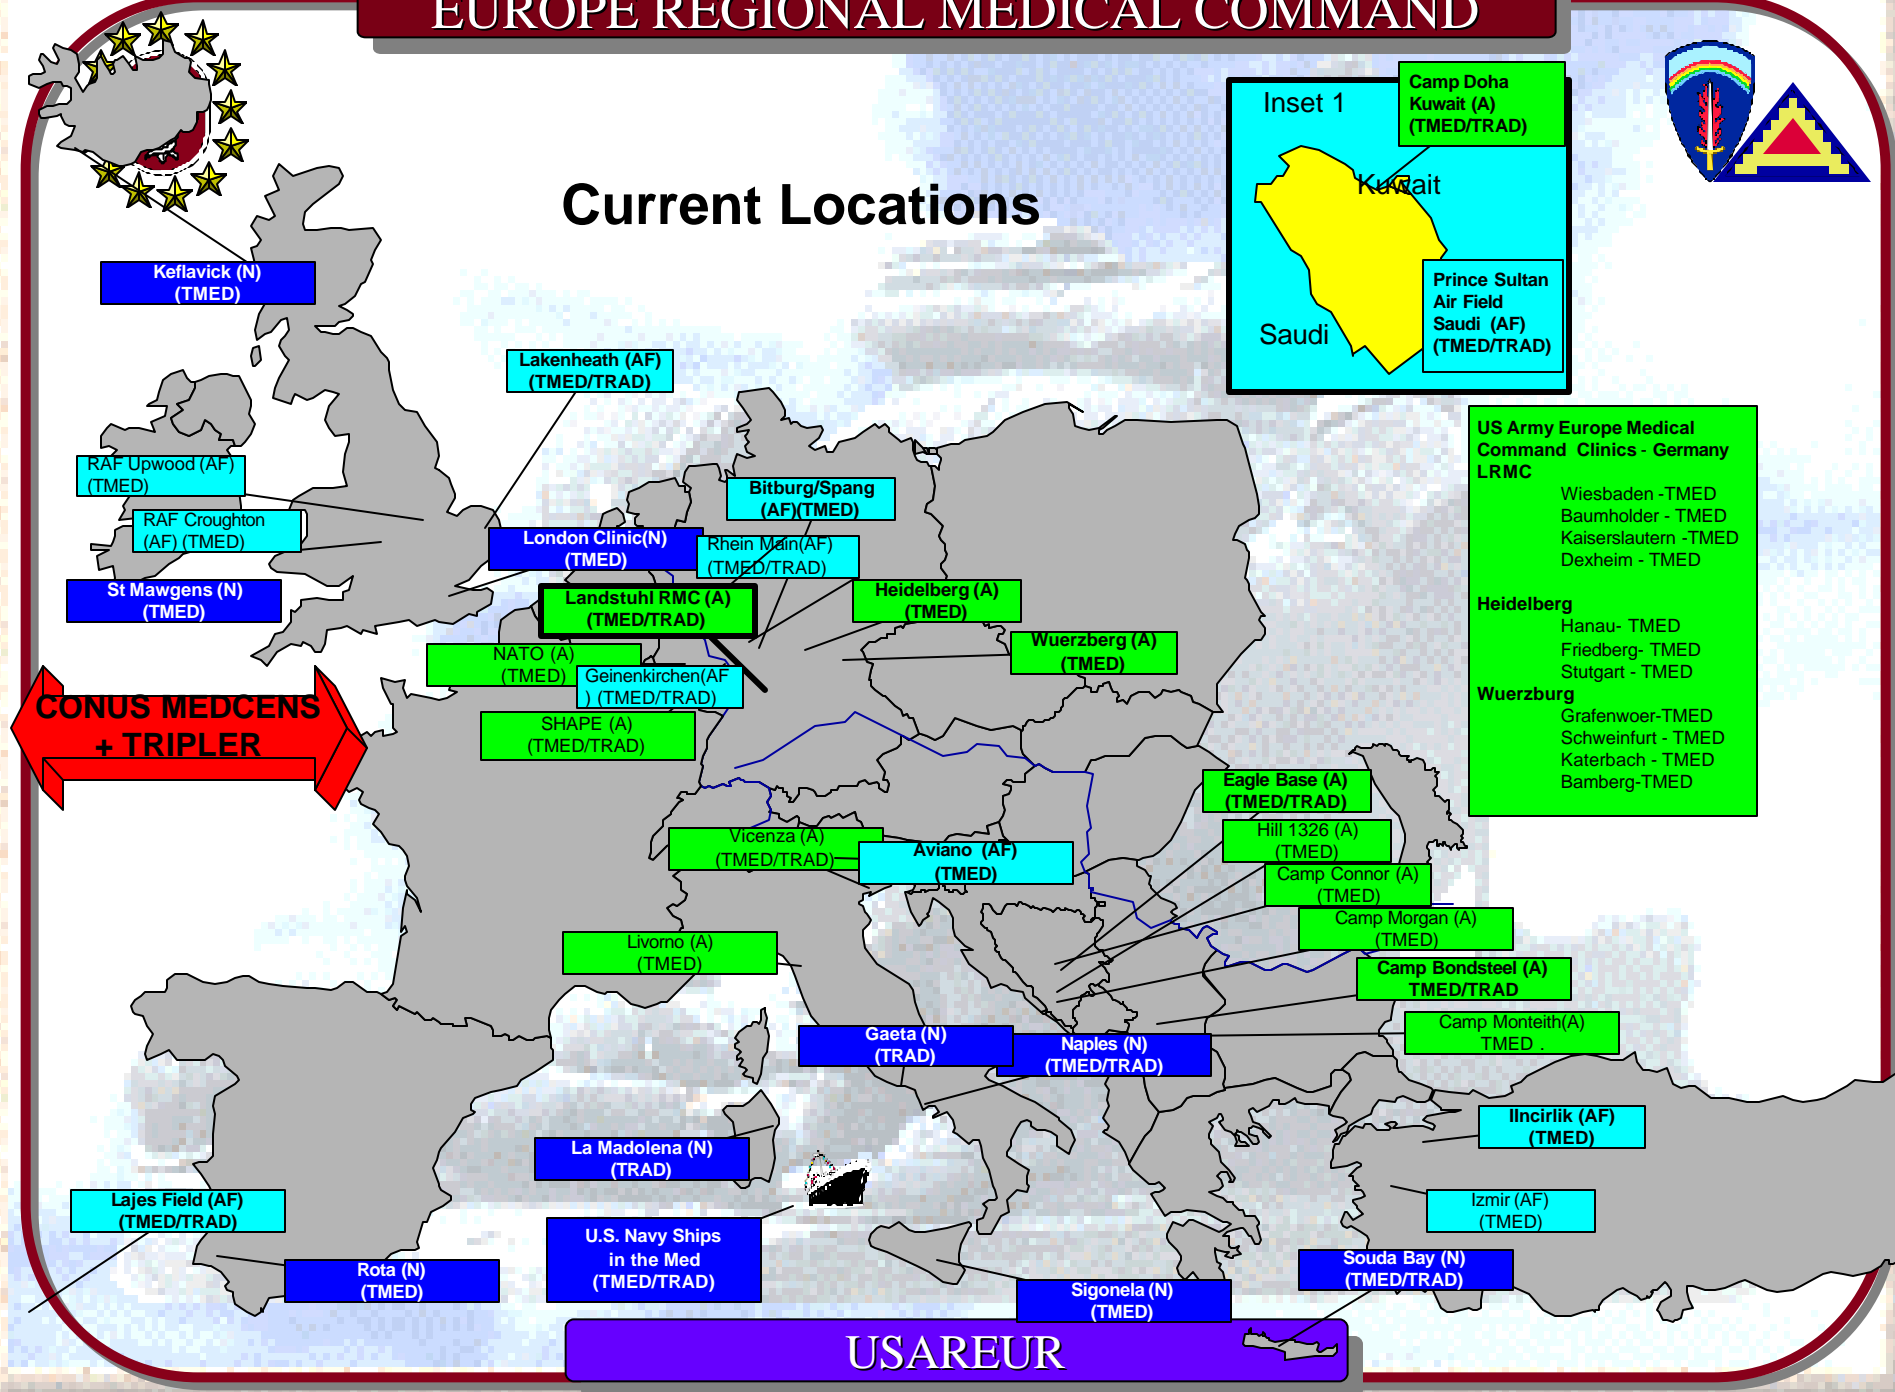 EUROPE REGIONAL MEDICAL COMMAND
Current Locations
Inset 1
Camp Doha
Kuwait (A)
(TMED/TRAD)
Kuwait
Prince Sultan
Air Field
Saudi (AF)
(TMED/TRAD)
Saudi
Keflavick (N)
(TMED)
Lakenheath (AF)
(TMED/TRAD)
RAF Upwood (AF)
(TMED)
RAF Croughton
(AF) (TMED)
St Mawgens (N)
(TMED)
London Clinic(N)
(TMED)
Bitburg/Spang
(AF)(TMED)
Rhein Main(AF)
(TMED/TRAD)
Landstuhl RMC (A)
(TMED/TRAD)
Heidelberg (A)
(TMED)
Wuerzberg (A)
(TMED)
NATO (A)
(TMED)
Geinenkirchen(AF
) (TMED/TRAD)
SHAPE (A)
(TMED/TRAD)
CONUS MEDCENS
+ TRIPLER
US Army Europe Medical
Command Clinics - Germany
LRMC
Wiesbaden -TMED
Baumholder - TMED
Kaiserslautern -TMED
Dexheim - TMED
Heidelberg
Hanau- TMED
Friedberg- TMED
Stutgart - TMED
Wuerzburg
Grafenwoer-TMED
Schweinfurt - TMED
Katerbach - TMED
Bamberg-TMED
Eagle Base (A)
(TMED/TRAD)
Hill 1326 (A)
(TMED)
Camp Connor (A)
(TMED)
Camp Morgan (A)
(TMED)
Camp Bondsteel (A)
TMED/TRAD
Camp Monteith(A)
TMED .
Vicenza (A)
(TMED/TRAD)
Aviano (AF)
(TMED)
Livorno (A)
(TMED)
Gaeta (N)
(TRAD)
Naples (N)
(TMED/TRAD)
La Madolena (N)
(TRAD)
IIncirlik (AF)
(TMED)
Izmir (AF)
(TMED)
Lajes Field (AF)
(TMED/TRAD)
Rota (N)
(TMED)
U.S. Navy Ships
in the Med
(TMED/TRAD)
Sigonela (N)
(TMED)
Souda Bay (N)
(TMED/TRAD)
USAREUR